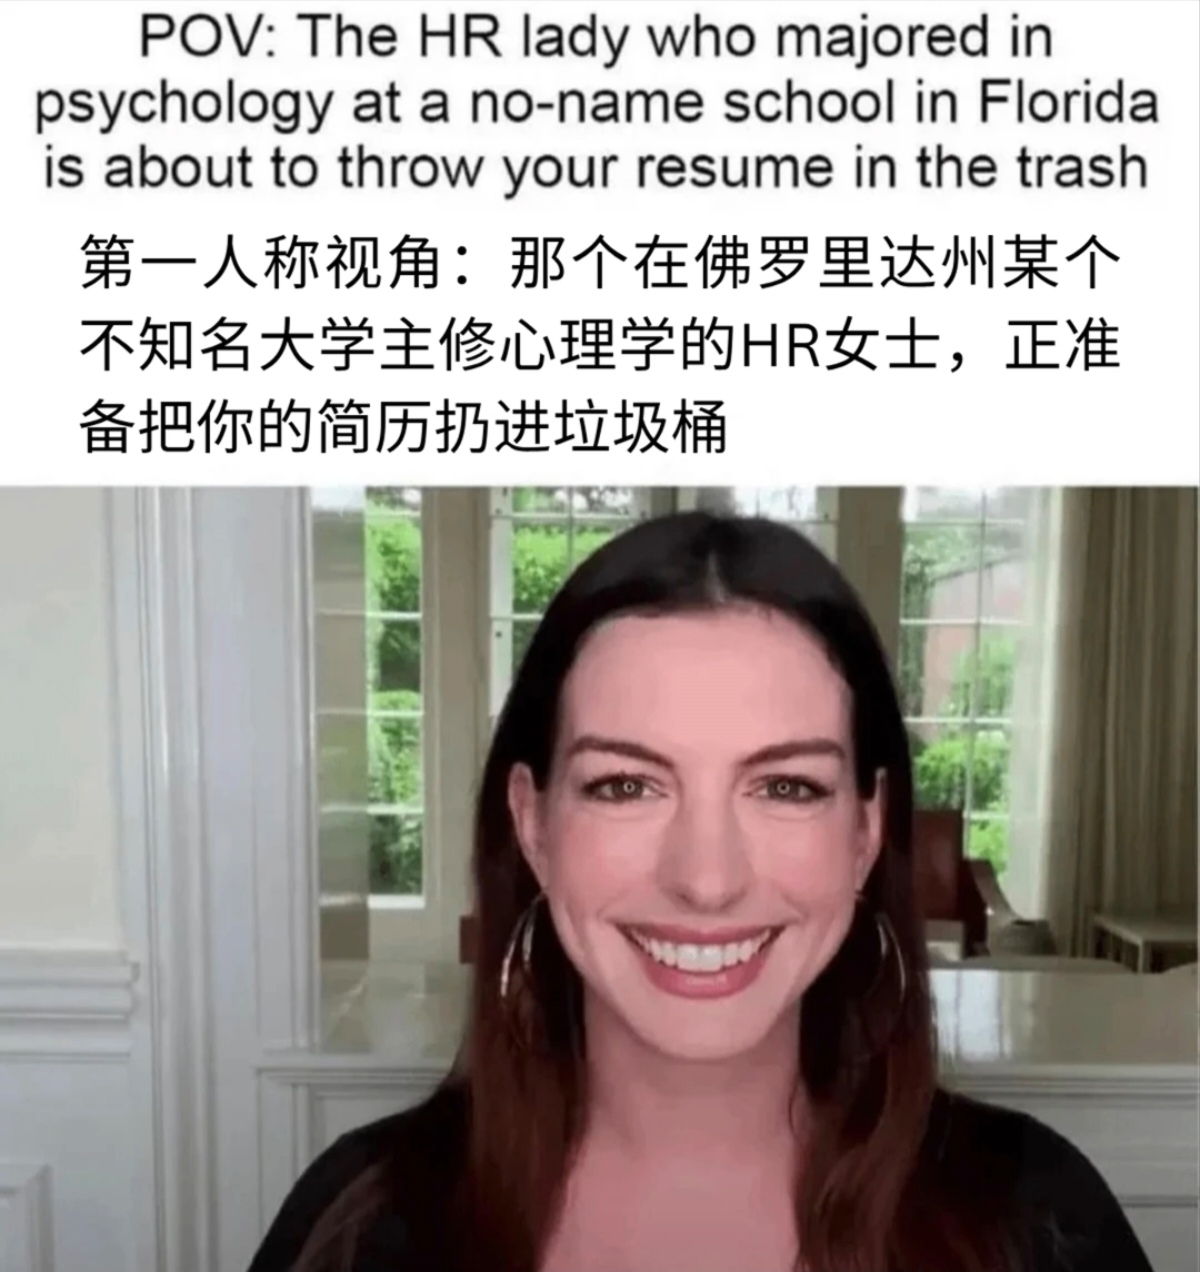 POV: The HR lady who majored in
psychology at a no-name school in Florida
is about to throw your resume in the trash
第一人称视角：那个在佛罗里达州某个
不知名大学主修心理学的HR女士，正准
备把你的简历扔进垃圾桶